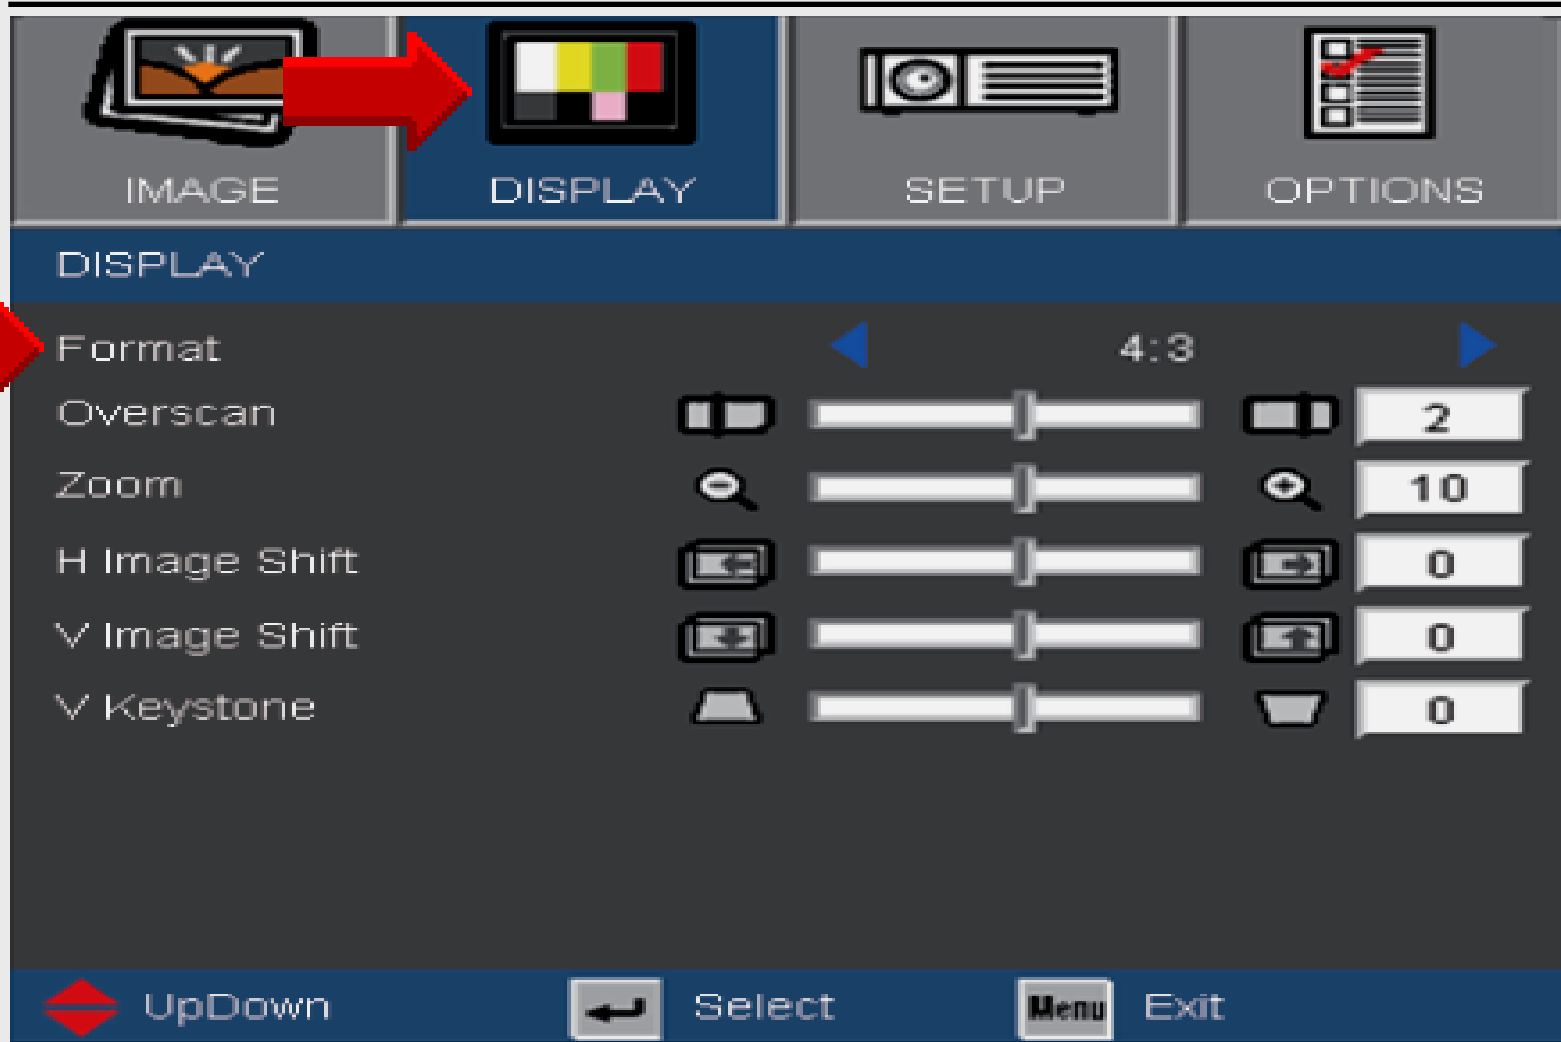 IMAGE DISPLAY SETUP OPTIONS
DISPLAY
Format 4:3
Overscan 2
Zoom 10
H Image Shift 0
V Image Shift 0
V Keystone 0
UpDown Select Menu Exit